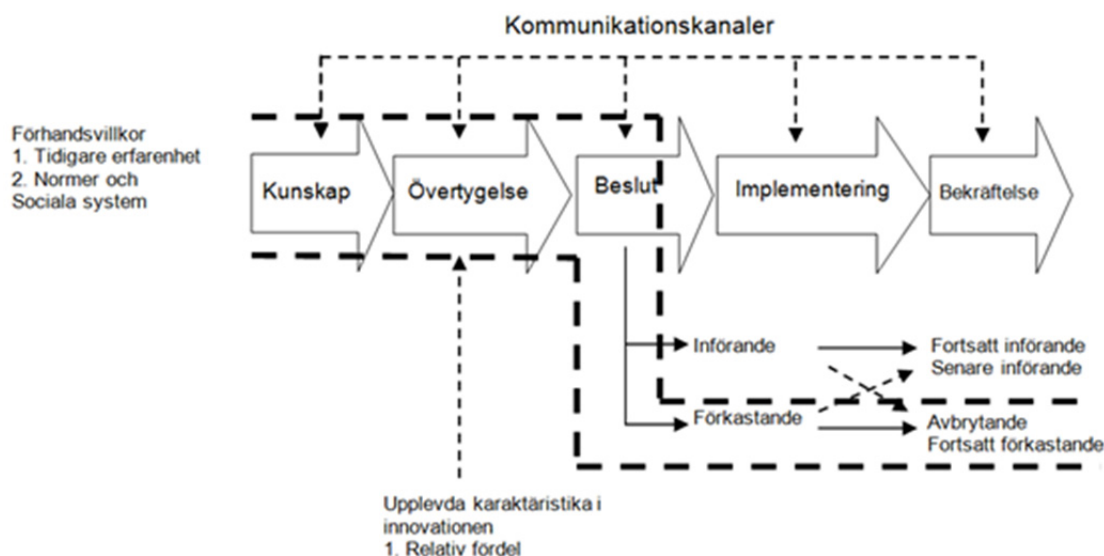 Kommunikationskanaler
Förhandsvillkor
1. Tidigare erfarenhet
2. Normer och
Sociala system
Kunskap
Övertygelse
Beslut
Implementering
Bekräftelse
Införande
Fortsatt införande
Senare införande
Förkastande
Avbrytande
Fortsatt förkastande
Upplevda karaktäristika i
innovationen
1. Relativ fördel